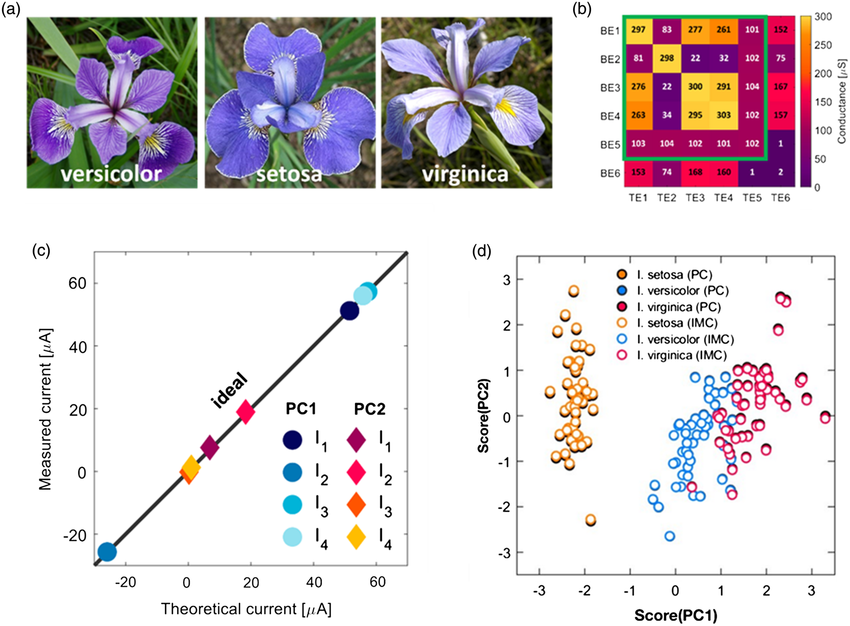 (a)
versicolor setosa virginica
(b)
BE1 297 83 277 261 101 152
BE2 81 298 22 32 102 75
BE3 276 22 300 291 104 167
BE4 263 34 295 303 102 157
BE5 103 104 102 101 102 1
BE6 153 74 168 160 1 2
TE1 TE2 TE3 TE4 TE5 TE6
300
250
200
150
100
50
0
Conductance [µS]
(c)
Measured current [µA]
60
40
20
0
-20
ideal
PC1 PC2
I1 I1
I2 I2
I3 I3
I4 I4
-20 0 20 40 60
Theoretical current [µA]
(d)
Score(PC2)
3
2
1
0
-1
-2
-3
I. setosa (PC)
I. versicolor (PC)
I. virginica (PC)
I. setosa (IMC)
I. versicolor (IMC)
I. virginica (IMC)
-3 -2 -1 0 1 2 3
Score(PC1)